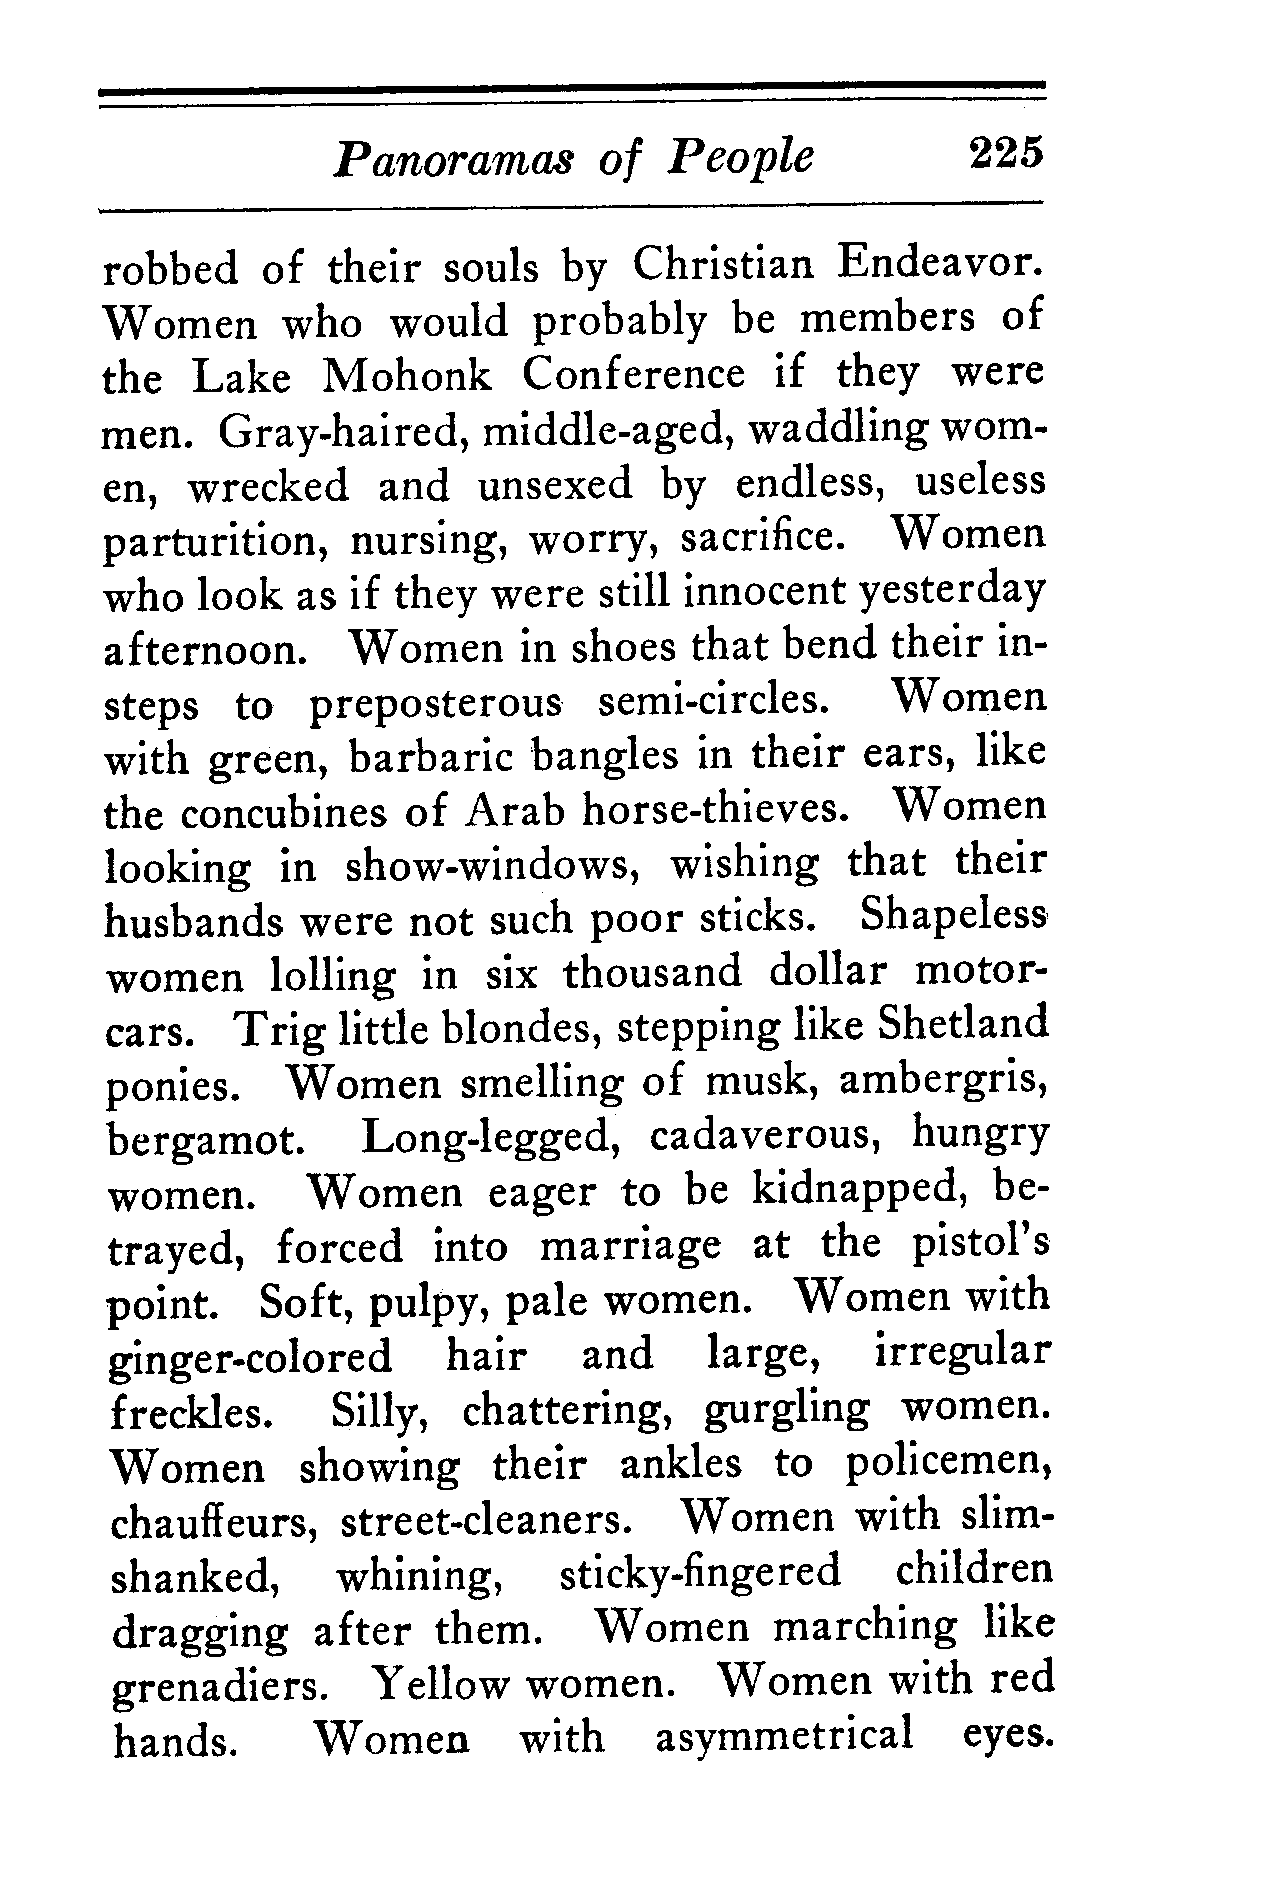 Panoramas of People 225
robbed of their souls by Christian Endeavor.
Women who would probably be members of
the Lake Mohonk Conference if they were
men. Gray-haired, middle-aged, waddling wom-
en, wrecked and unsexed by endless, useless
parturition, nursing, worry, sacrifice. Women
who look as if they were still innocent yesterday
afternoon. Women in shoes that bend their in-
steps to preposterous semi-circles. Women
with green, barbaric bangles in their ears, like
the concubines of Arab horse-thieves. Women
looking in show-windows, wishing that their
husbands were not such poor sticks. Shapeless
women lolling in six thousand dollar motor-
cars. Trig little blondes, stepping like Shetland
ponies. Women smelling of musk, ambergris,
bergamot. Long-legged, cadaverous, hungry
women. Women eager to be kidnapped, be-
trayed, forced into marriage at the pistol's
point. Soft, pulpy, pale women. Women with
ginger-colored hair and large, irregular
freckles. Silly, chattering, gurgling women.
Women showing their ankles to policemen,
chauffeurs, street-cleaners. Women with slim-
shanked, whining, sticky-fingered children
dragging after them. Women marching like
grenadiers. Yellow women. Women with red
hands. Women with asymmetrical eyes.